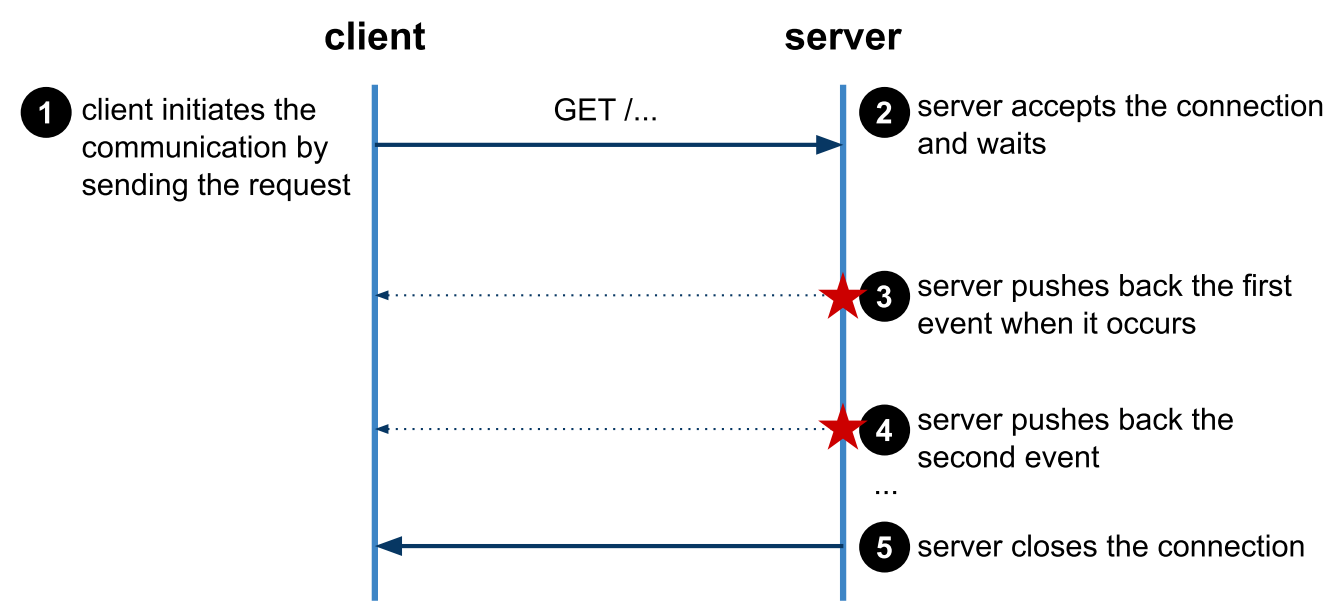 client
server
1
client initiates the
communication by
sending the request
GET /...
2
server accepts the connection
and waits
3
server pushes back the first
event when it occurs
4
server pushes back the
second event
...
5
server closes the connection